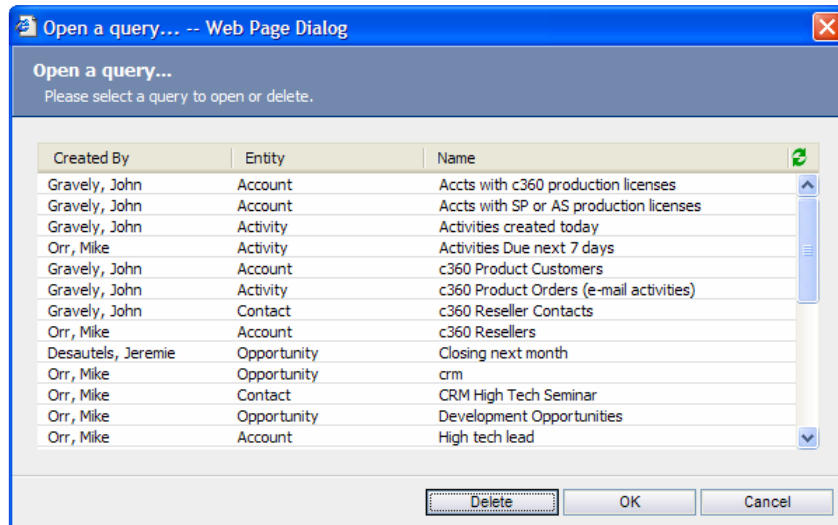 Open a query... -- Web Page Dialog
Open a query...
Please select a query to open or delete.
Created By Entity Name
Gravely, John Account Accts with c360 production licenses
Gravely, John Account Accts with SP or AS production licenses
Gravely, John Activity Activities created today
Orr, Mike Activity Activities Due next 7 days
Gravely, John Account c360 Product Customers
Gravely, John Activity c360 Product Orders (e-mail activities)
Gravely, John Contact c360 Reseller Contacts
Orr, Mike Account c360 Resellers
Desautels, Jeremie Opportunity Closing next month
Orr, Mike Opportunity crm
Orr, Mike Contact CRM High Tech Seminar
Orr, Mike Opportunity Development Opportunities
Orr, Mike Account High tech lead
Delete OK Cancel